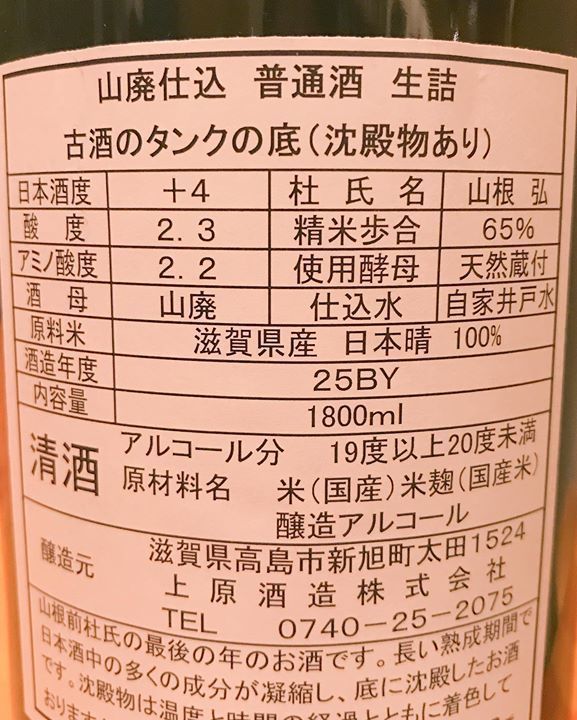 山廃仕込 普通酒 生詰
古酒のタンクの底(沈殿物あり)
日本酒度 +4 杜氏名 山根 弘
酸度 2.3 精米歩合 65%
アミノ酸度 2.2 使用酵母 天然蔵付
酒母 山廃 仕込水 自家井戸水
原料米 滋賀県産 日本晴 100%
酒造年度 25BY
内容量 1800ml
清酒 アルコール分 19度以上20度未満
原材料名 米(国産)米麹(国産米)
醸造アルコール
醸造元 滋賀県高島市新旭町太田1524
上原酒造株式会社
TEL 0740-25-2075
山根前杜氏の最後の年のお酒です。長い熟成期間で
日本酒中の多くの成分が凝縮し、底に沈殿したお酒
です。沈殿物は温度と時間の経過とともに着色して
おります